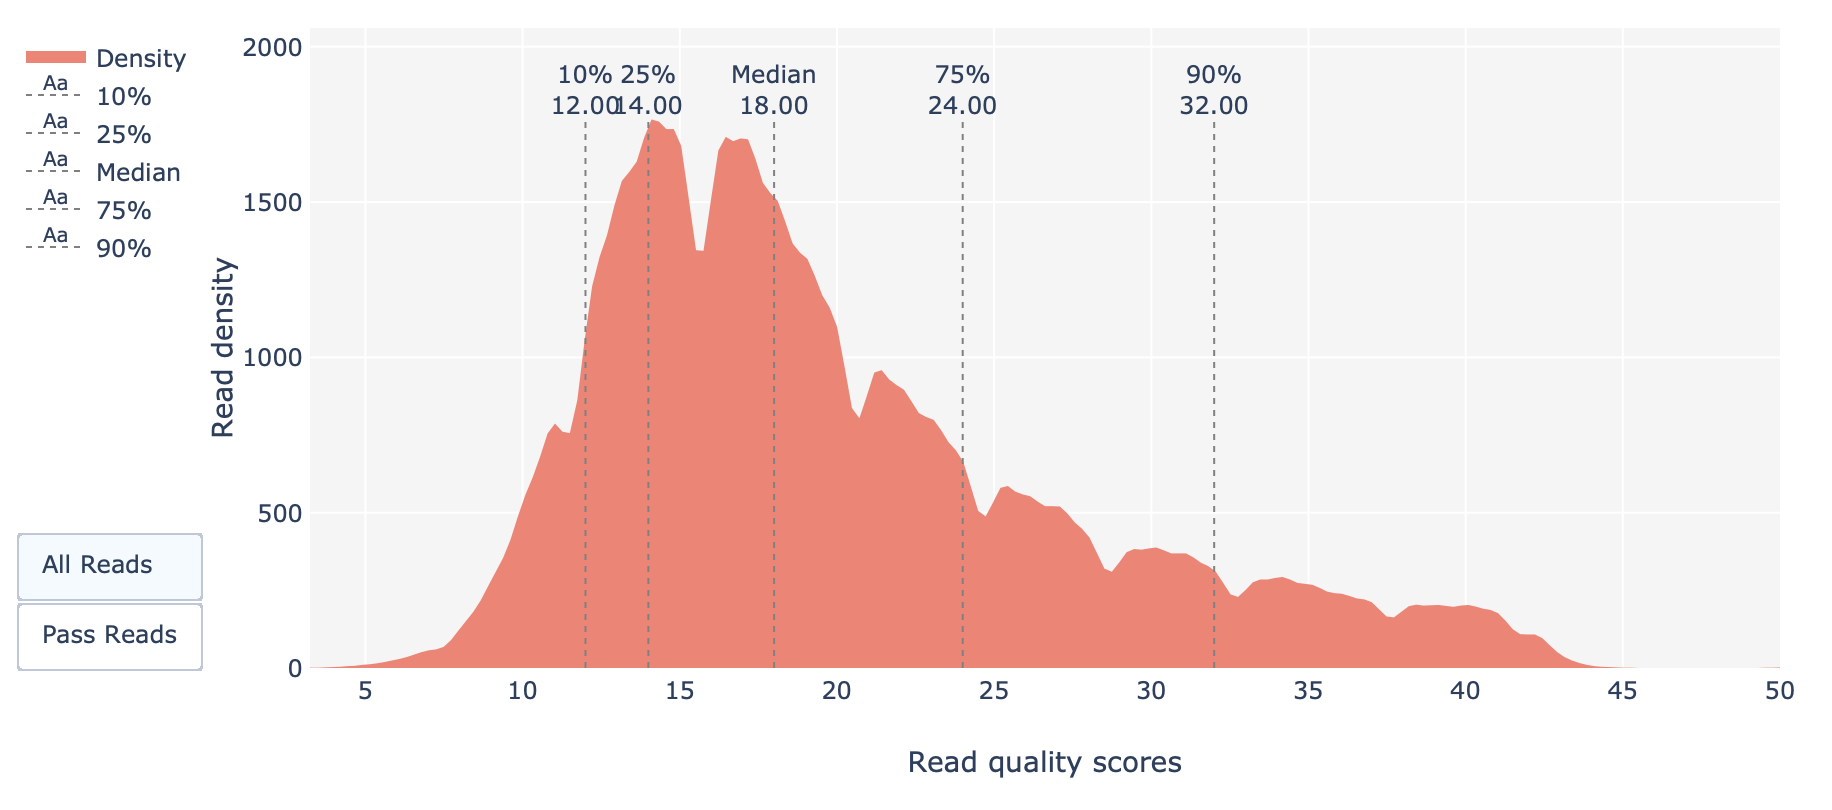 Density
Aa
10%
Aa
25%
Aa
Median
Aa
75%
Aa
90%
All Reads
Pass Reads
Read density
2000
1500
1000
500
0
10% 25% Median 75% 90%
12.00 14.00 18.00 24.00 32.00
5 10 15 20 25 30 35 40 45 50
Read quality scores